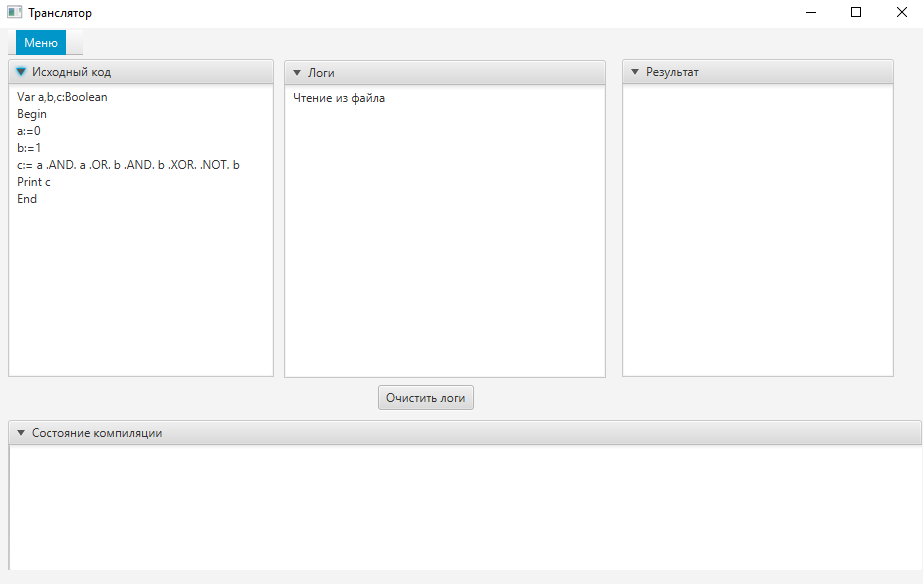 Транслятор
Меню
Исходный код
Var a,b,c:Boolean
Begin
a:=0
b:=1
c:= a .AND. a .OR. b .AND. b .XOR. .NOT. b
Print c
End
Логи
Чтение из файла
Результат
Очистить логи
Состояние компиляции